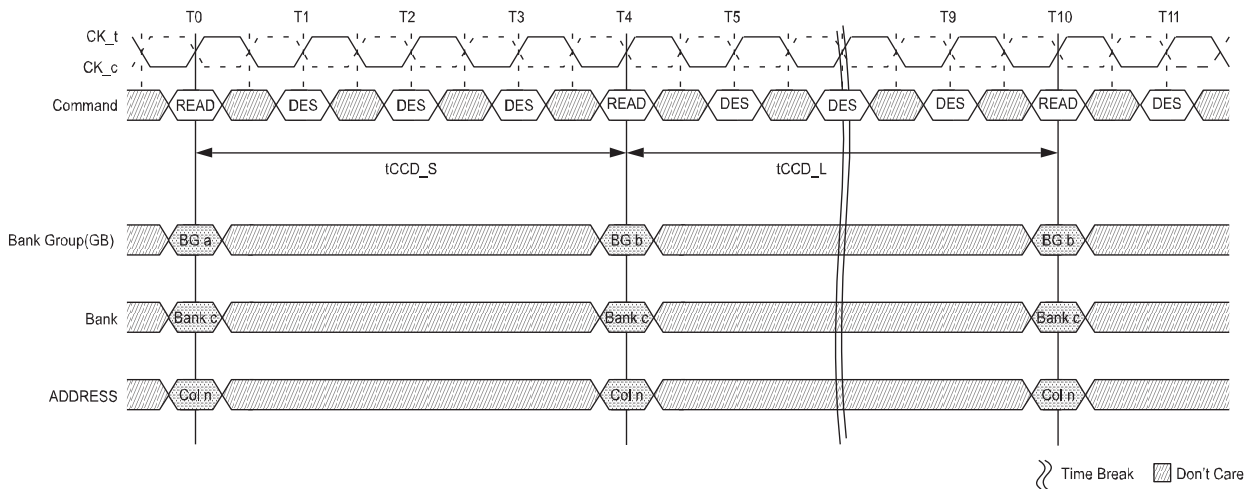 T0 T1 T2 T3 T4 T5 T9 T10 T11
CK_t
CK_c
Command READ DES DES DES READ DES DES DES READ DES
tCCD_S tCCD_L
Bank Group(GB) BG a BG b BG b
Bank Bank c Bank c Bank c
ADDRESS Col n Col n Col n
Time Break Don't Care